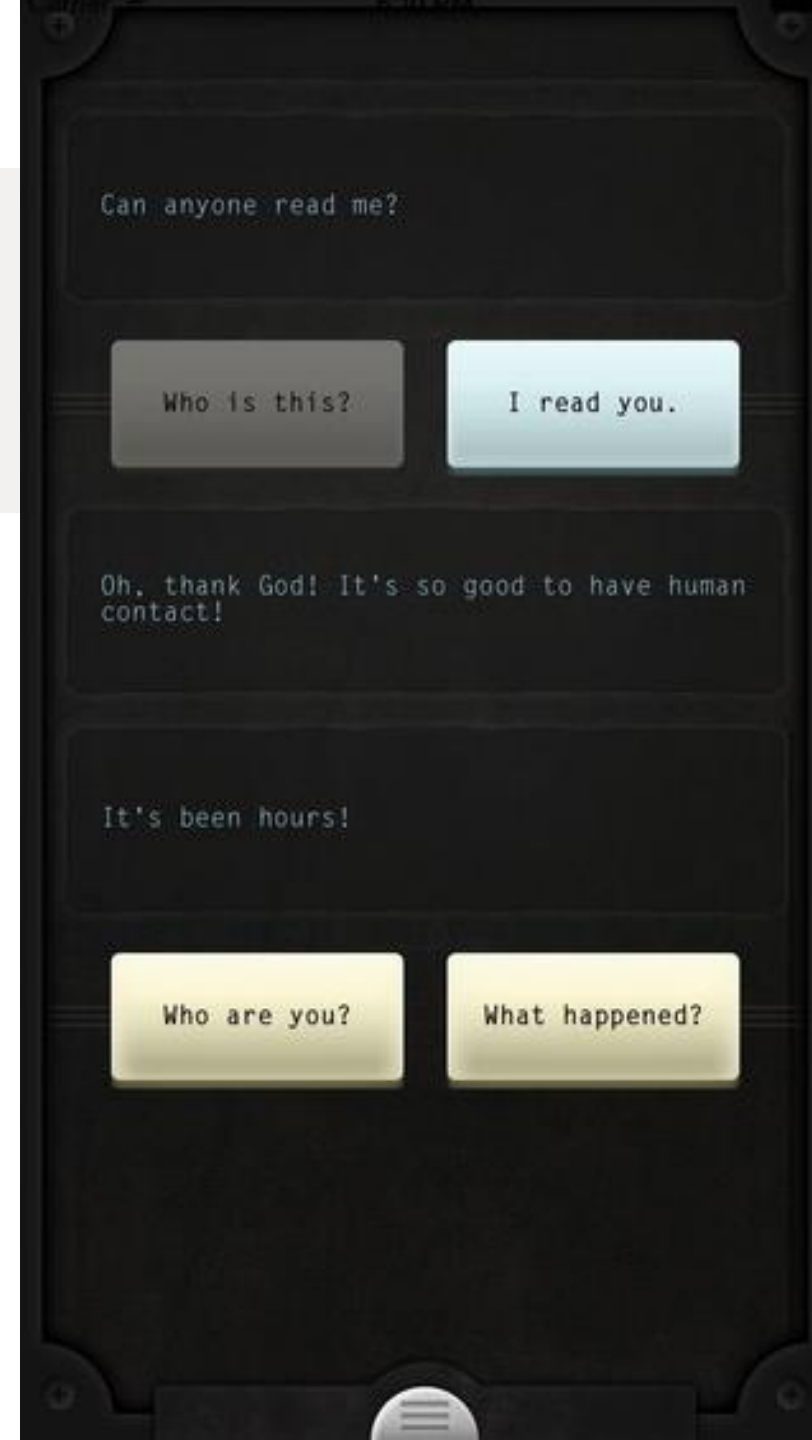 Can anyone read me?
Who is this?
I read you.
Oh, thank God! It's so good to have human
contact!
It's been hours!
Who are you?
What happened?